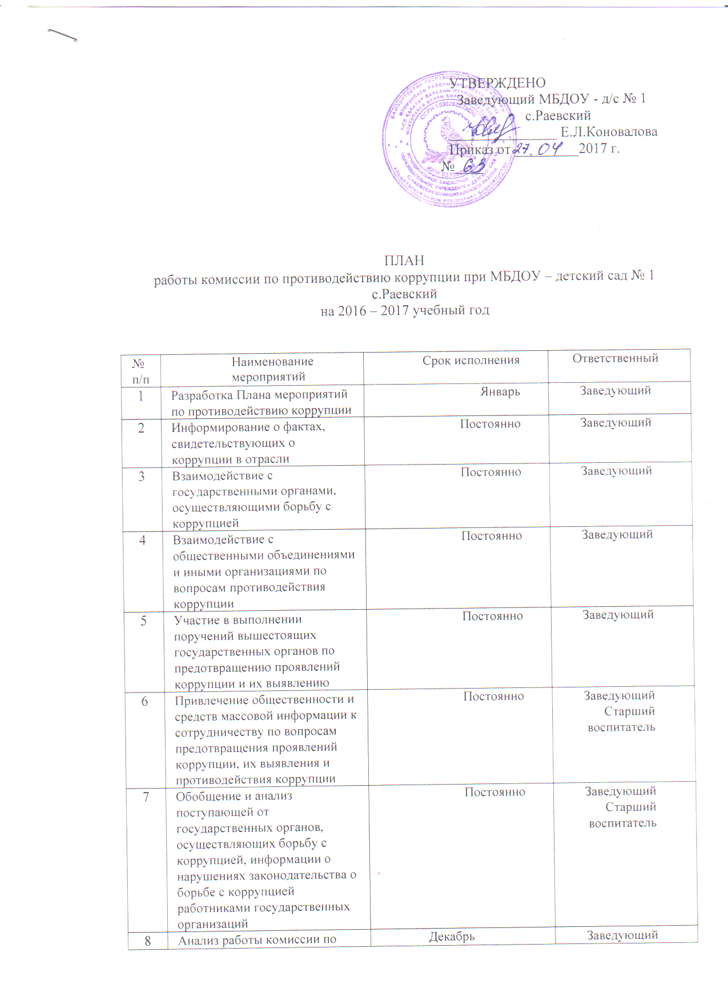 УТВЕРЖДЕНО
Заведующий МБДОУ - д/с № 1
с.Раевский
Е.Л.Коновалова
Приказ от 27.04 2017 г.
№ 63
ОГРН
ИНН
ПЛАН
работы комиссии по противодействию коррупции при МБДОУ – детский сад № 1
с.Раевский
на 2016 – 2017 учебный год
№ Наименование Срок исполнения Ответственный
п/п мероприятий
1 Разработка Плана мероприятий Январь Заведующий
по противодействию коррупции
2 Информирование о фактах, Постоянно Заведующий
свидетельствующих о
коррупции в отрасли
3 Взаимодействие с Постоянно Заведующий
государственными органами,
осуществляющими борьбу с
коррупцией
4 Взаимодействие с Постоянно Заведующий
общественными объединениями
и иными организациями по
вопросам противодействия
коррупции
5 Участие в выполнении Постоянно Заведующий
поручений вышестоящих
государственных органов по
предотвращению проявлений
коррупции и их выявлению
6 Привлечение общественности и Постоянно Заведующий
средств массовой информации к Старший
сотрудничеству по вопросам воспитатель
предотвращения проявлений
коррупции, их выявления и
противодействия коррупции
7 Обобщение и анализ Постоянно Заведующий
поступающей от Старший
государственных органов, воспитатель
осуществляющих борьбу с
коррупцией, информации о
нарушениях законодательства о
борьбе с коррупцией
работниками государственных
организаций
8 Анализ работы комиссии по Декабрь Заведующий